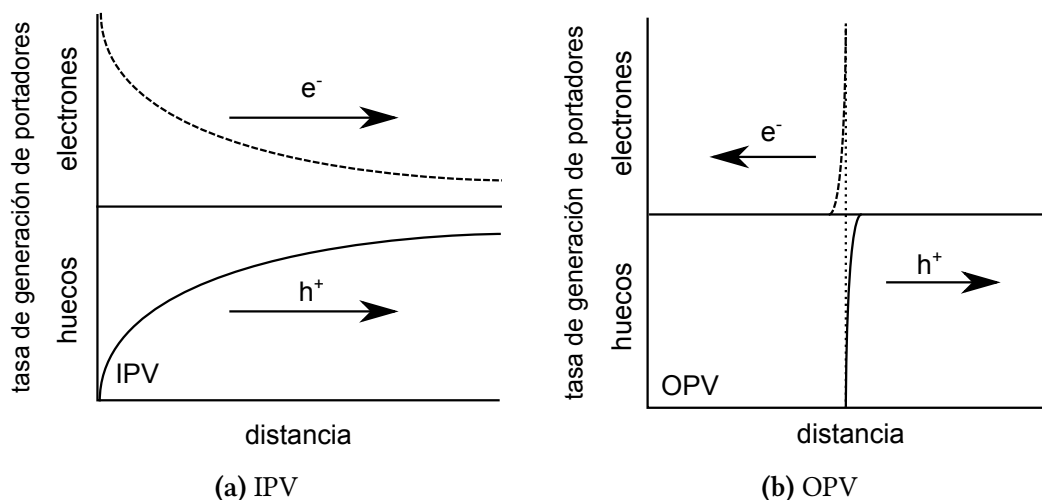 tasa de generación de portadores
electrones
huecos
e-
h+
IPV
distancia
(a) IPV
tasa de generación de portadores
electrones
huecos
e-
h+
OPV
distancia
(b) OPV